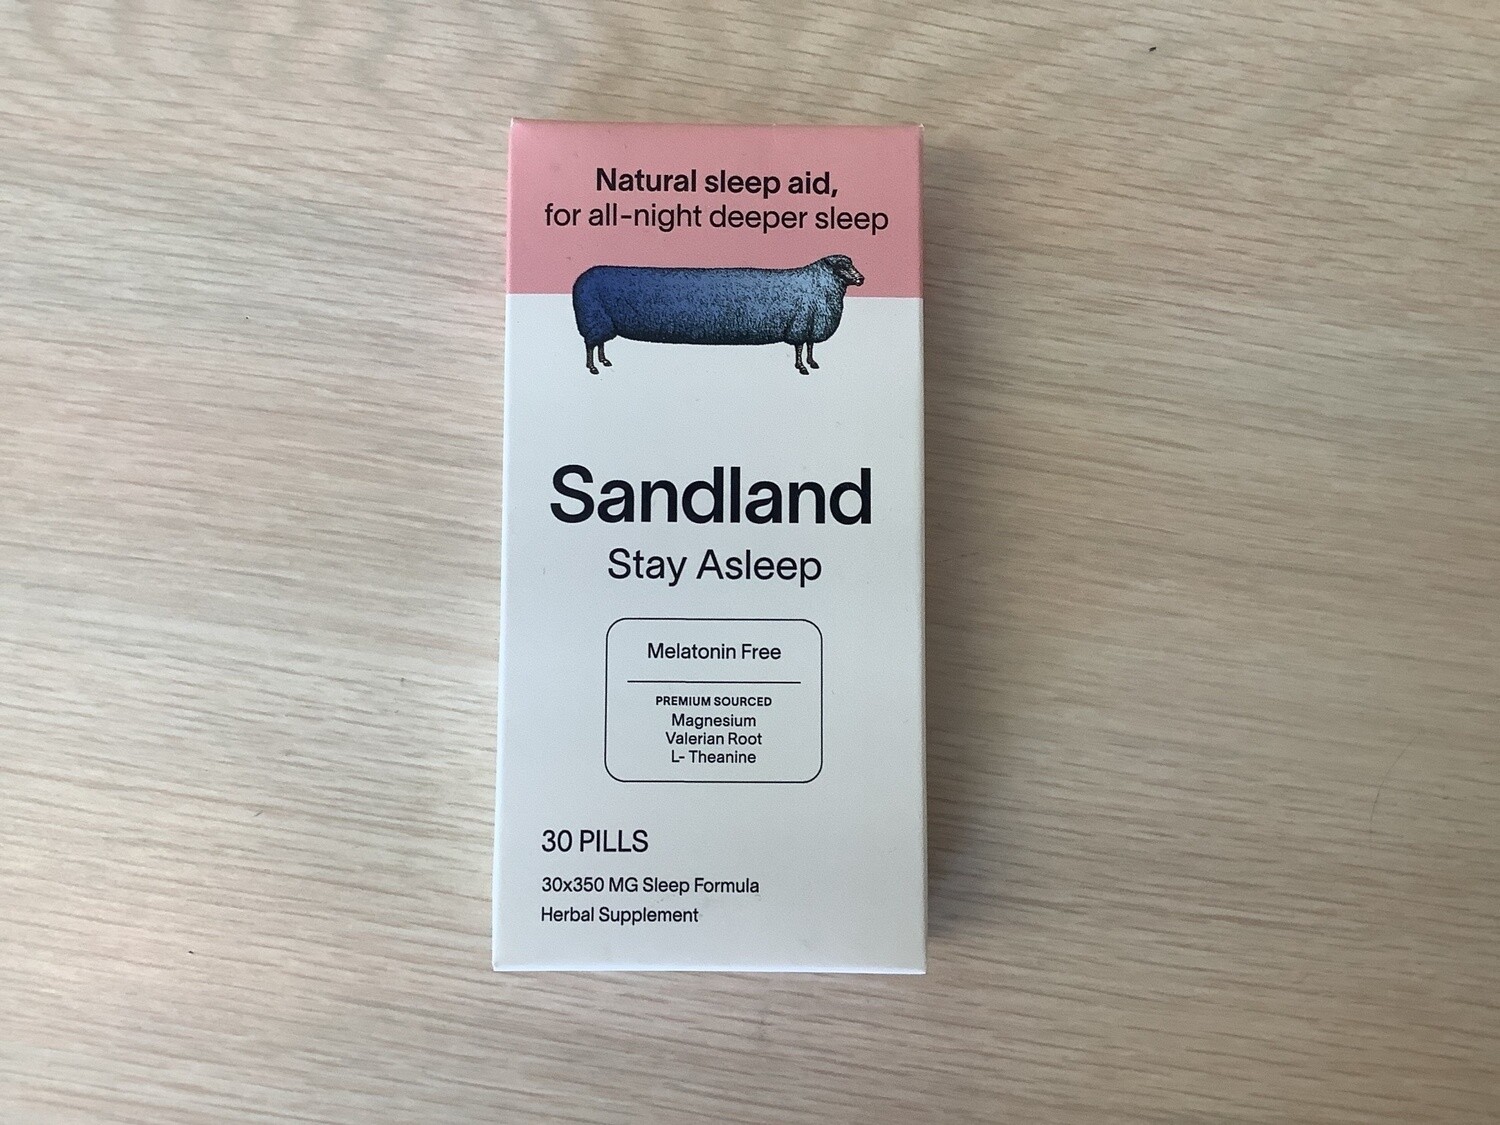 Natural sleep aid,
for all-night deeper sleep
Sandland
Stay Asleep
Melatonin Free
PREMIUM SOURCED
Magnesium
Valerian Root
L- Theanine
30 PILLS
30x350 MG Sleep Formula
Herbal Supplement